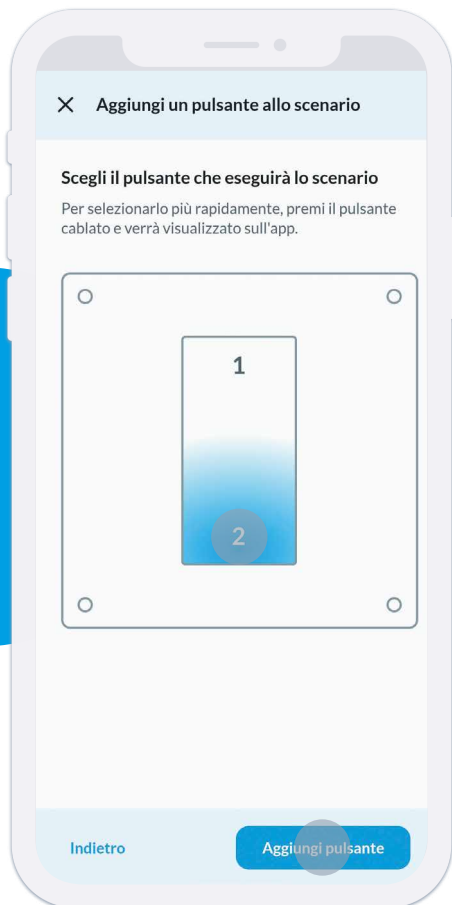 Aggiungi un pulsante allo scenario
Scegli il pulsante che eseguirà lo scenario
Per selezionarlo più rapidamente, premi il pulsante
cablato e verrà visualizzato sull'app.
1
2
Indietro
Aggiungi pulsante